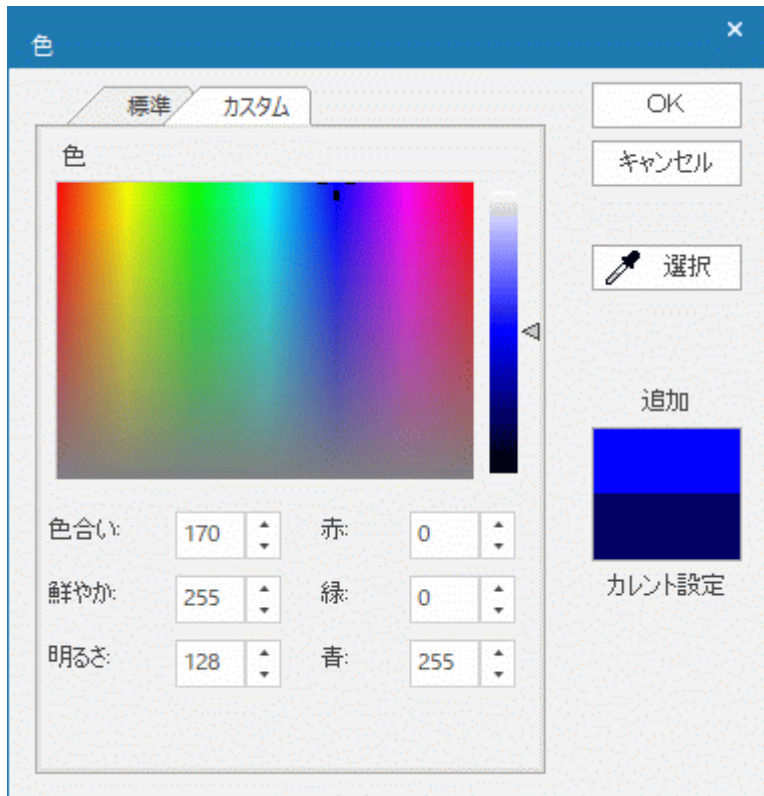 色
標準 カスタム
OK
キャンセル
色
選択
追加
カレント設定
色合い: 170 赤: 0
鮮やか: 255 緑: 0
明るさ: 128 青: 255